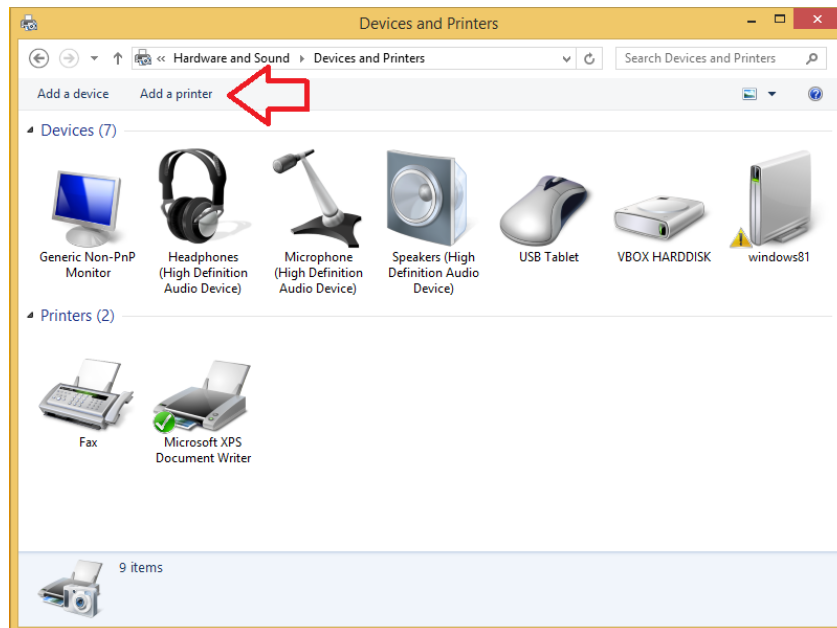 Devices and Printers
« Hardware and Sound Devices and Printers
Search Devices and Printers
Add a device Add a printer
Devices (7)
Generic Non-PnP
Monitor
Headphones
(High Definition
Audio Device)
Microphone
(High Definition
Audio Device)
Speakers (High
Definition Audio
Device)
USB Tablet
VBOX HARDDISK
windows81
Printers (2)
Fax
Microsoft XPS
Document Writer
9 items